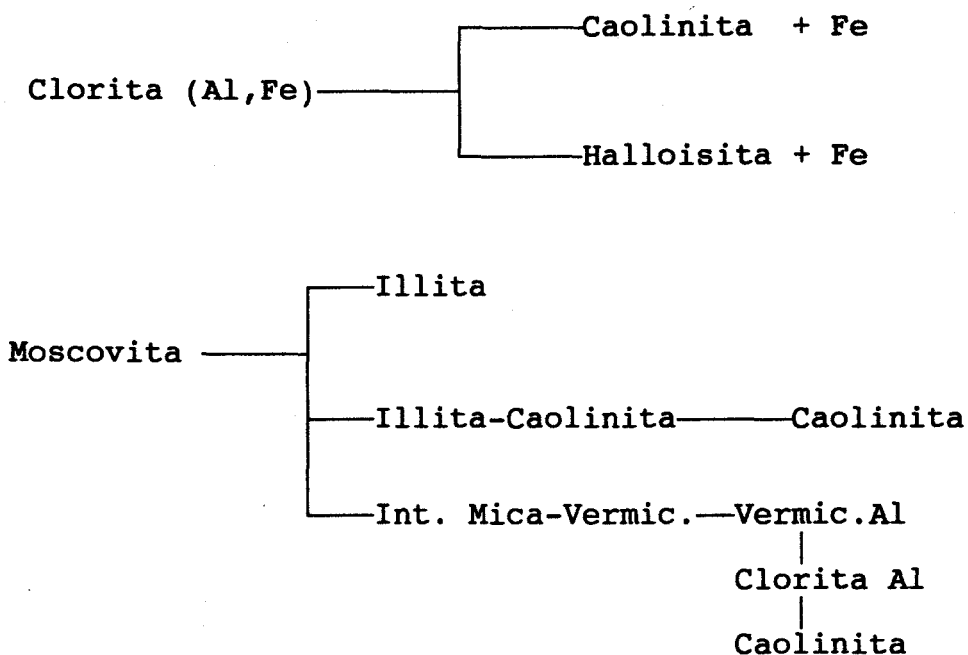 Caolinita + Fe
Clorita (Al,Fe)
Halloisita + Fe
Illita
Moscovita
Illita-Caolinita Caolinita
Int. Mica-Vermic. Vermic.Al
Clorita Al
Caolinita